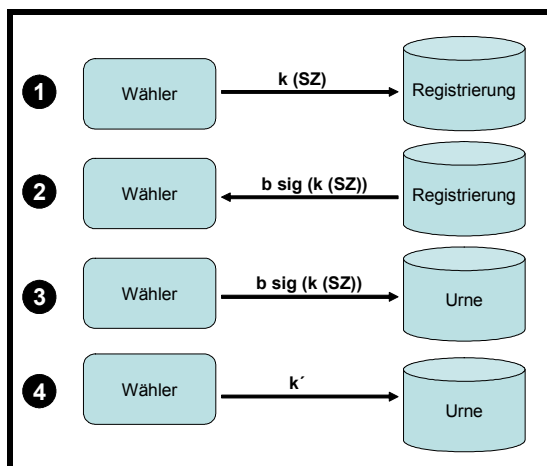 1
k (SZ)
Wähler
Registrierung
2
b sig (k (SZ))
Wähler
Registrierung
3
b sig (k (SZ))
Wähler
Urne
4
k´
Wähler
Urne